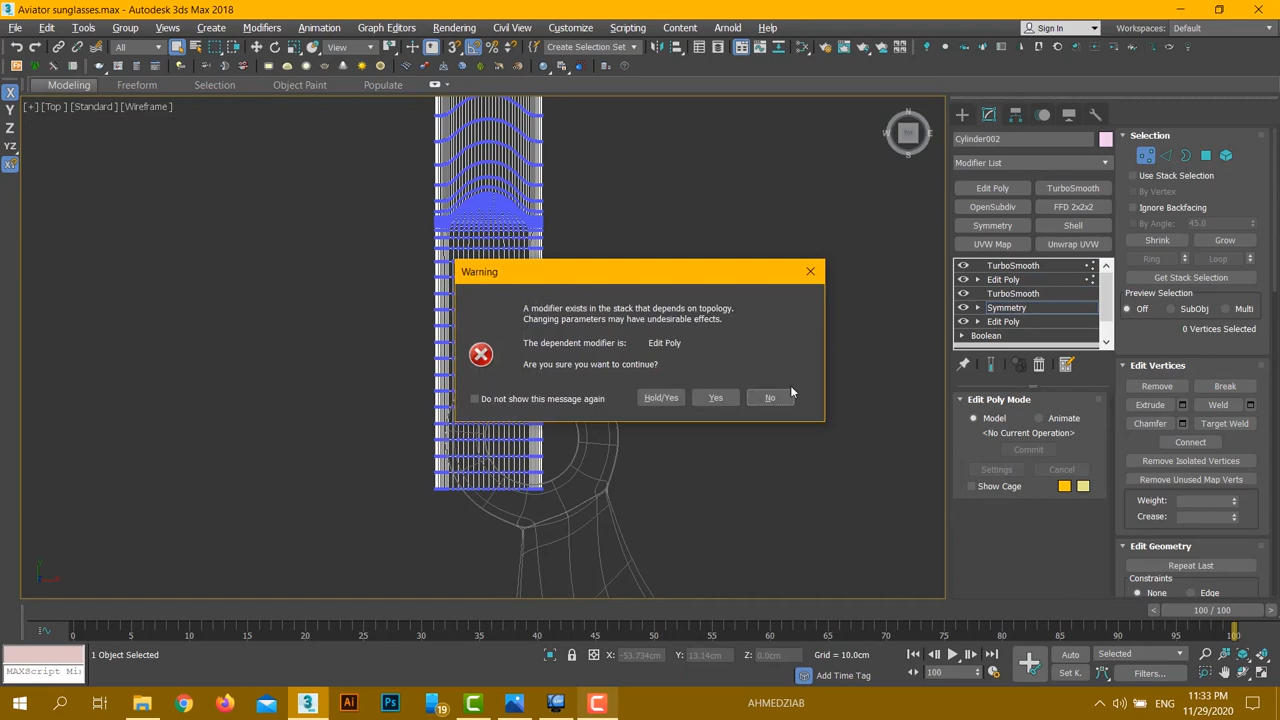 Aviator sunglasses.max - Autodesk 3ds Max 2018
File Edit Tools Group Views Create Modifiers Animation Graph Editors Rendering Civil View Customize Scripting Content Arnold Help Sign In Workspaces: Default
All View Create Selection Set
Modeling Freeform Selection Object Paint Populate
X
Y
Z
YZ
[+] [Top] [Standard] [Wireframe]
N
W
E
S
Cylinder002
Modifier List
Edit Poly TurboSmooth
OpenSubdiv FFD 2x2x2
Symmetry Shell
UVW Map Unwrap UVW
TurboSmooth
Edit Poly
TurboSmooth
Symmetry
Edit Poly
Boolean
Edit Poly Mode
Model Animate
<No Current Operation>
Commit
Settings Cancel
Show Cage
Selection
Use Stack Selection
By Vertex
Ignore Backfacing
By Angle: 45.0
Shrink Grow
Ring Loop
Get Stack Selection
Preview Selection
Off SubObj Multi
0 Vertices Selected
Edit Vertices
Remove Break
Extrude Weld
Chamfer Target Weld
Connect
Remove Isolated Vertices
Remove Unused Map Verts
Weight:
Crease:
Edit Geometry
Repeat Last
Constraints
None Edge
Warning
A modifier exists in the stack that depends on topology.
Changing parameters may have undesirable effects.
The dependent modifier is: Edit Poly
Are you sure you want to continue?
Do not show this message again
Hold/Yes Yes No
100 / 100
0 5 10 15 20 25 30 35 40 45 50 55 60 65 70 75 80 85 90 95 100
MAXScript Mi
1 Object Selected
X: -53.734cm Y: 13.14cm Z: 0.0cm Grid = 10.0cm
Add Time Tag
Auto Selected
Set K. Filters...
100
19
AHMEDZIAB
ENG
11:33 PM
11/29/2020